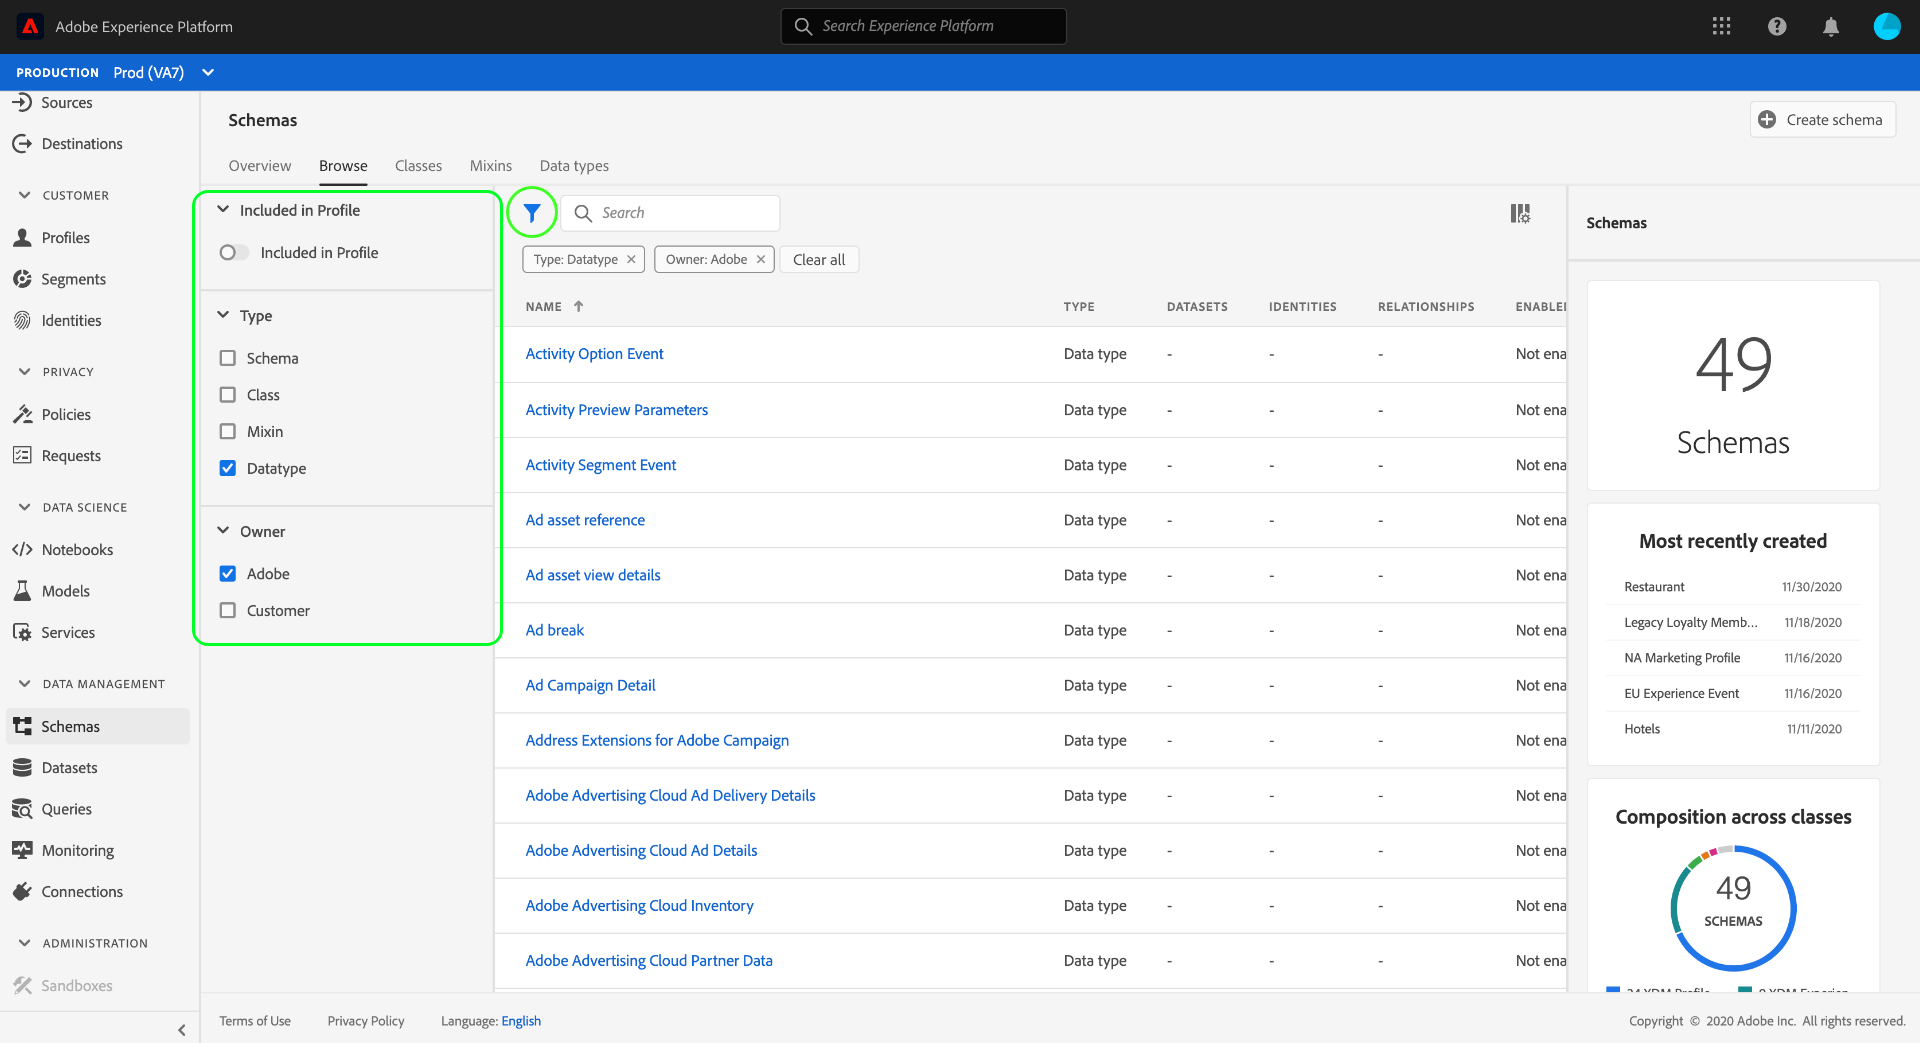 Adobe Experience Platform
Search Experience Platform
PRODUCTION Prod (VA7)
Sources
Destinations
CUSTOMER
Profiles
Segments
Identities
PRIVACY
Policies
Requests
DATA SCIENCE
Notebooks
Models
Services
DATA MANAGEMENT
Schemas
Datasets
Queries
Monitoring
Connections
ADMINISTRATION
Sandboxes
Schemas
Create schema
Overview Browse Classes Mixins Data types
Included in Profile
Included in Profile
Type
Schema
Class
Mixin
Datatype
Owner
Adobe
Customer
Search
Type: Datatype Owner: Adobe Clear all
NAME TYPE DATASETS IDENTITIES RELATIONSHIPS ENABLE
Activity Option Event Data type - - - Not ena
Activity Preview Parameters Data type - - - Not ena
Activity Segment Event Data type - - - Not ena
Ad asset reference Data type - - - Not ena
Ad asset view details Data type - - - Not ena
Ad break Data type - - - Not ena
Ad Campaign Detail Data type - - - Not ena
Address Extensions for Adobe Campaign Data type - - - Not ena
Adobe Advertising Cloud Ad Delivery Details Data type - - - Not ena
Adobe Advertising Cloud Ad Details Data type - - - Not ena
Adobe Advertising Cloud Inventory Data type - - - Not ena
Adobe Advertising Cloud Partner Data Data type - - - Not ena
Schemas
49
Schemas
Most recently created
Restaurant 11/30/2020
Legacy Loyalty Memb... 11/18/2020
NA Marketing Profile 11/16/2020
EU Experience Event 11/16/2020
Hotels 11/11/2020
Composition across classes
49
SCHEMAS
Terms of Use Privacy Policy Language: English
Copyright © 2020 Adobe Inc. All rights reserved.